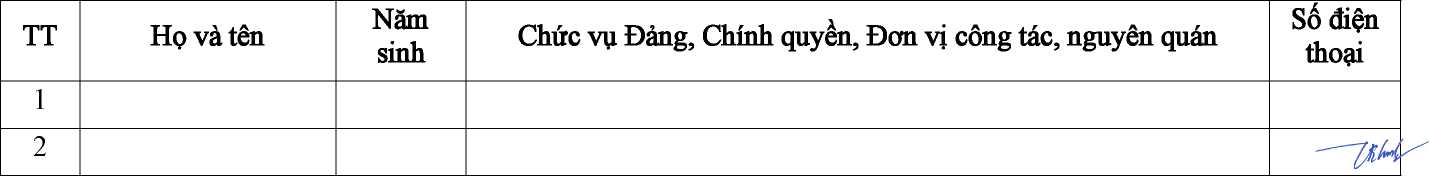 TT Họ và tên Năm sinh Chức vụ Đảng, Chính quyền, Đơn vị công tác, nguyên quán Số điện thoại
1
2